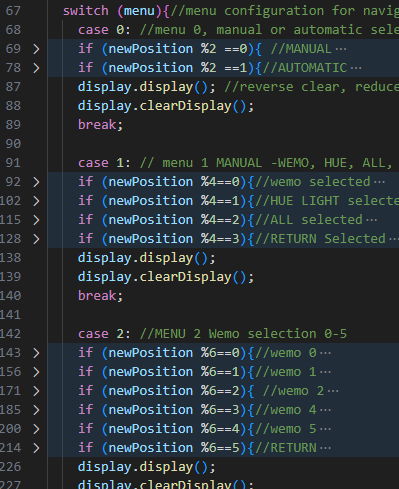 67 switch (menu){//menu configuration for navig
68 case 0: //menu 0, manual or automatic sele
69 > if (newPosition %2 ==0){ //MANUAL ⋯
78 > if (newPosition %2 ==1){//AUTOMATIC ⋯
87 display.display(); //reverse clear, reduce
88 display.clearDisplay();
89 break;
90
91 case 1: // menu 1 MANUAL -WEMO, HUE, ALL,
92 > if (newPosition %4==0){//wemo selected ⋯
102 > if (newPosition %4==1){//HUE LIGHT selecte
115 > if (newPosition %4==2){//ALL selected ⋯
128 > if (newPosition %4==3){//RETURN Selected ⋯
138 display.display();
139 display.clearDisplay();
140 break;
141
142 case 2: //MENU 2 Wemo selection 0-5
143 > if (newPosition %6==0){//wemo 0 ⋯
156 > if (newPosition %6==1){//wemo 1 ⋯
171 > if (newPosition %6==2){ //wemo 2 ⋯
185 > if (newPosition %6==3){//wemo 4 ⋯
200 > if (newPosition %6==4){//wemo 5 ⋯
214 > if (newPosition %6==5){//RETURN ⋯
226 display.display();
227 display.clearDisplay();